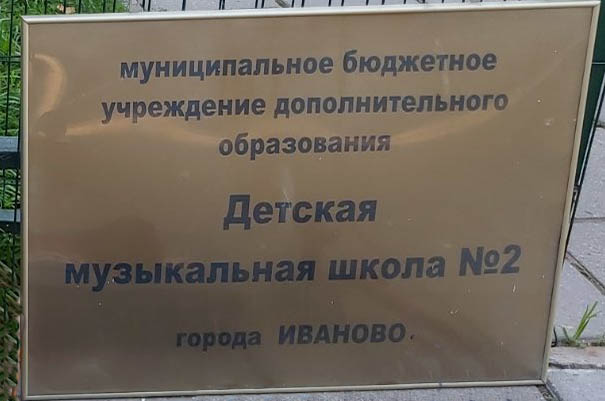 муниципальное бюджетное
учреждение дополнительного
образования
Детская
музыкальная школа №2
города ИВАНОВО.